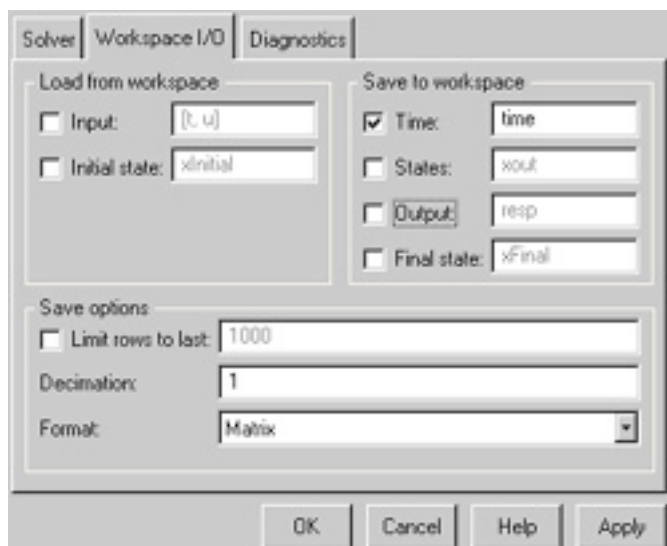 Solver Workspace I/O Diagnostics
Load from workspace
Input: [t, u]
Initial state: xInitial
Save to workspace
Time: time
States: xout
Output: resp
Final state: xFinal
Save options
Limit rows to last: 1000
Decimation: 1
Format: Matrix
OK Cancel Help Apply